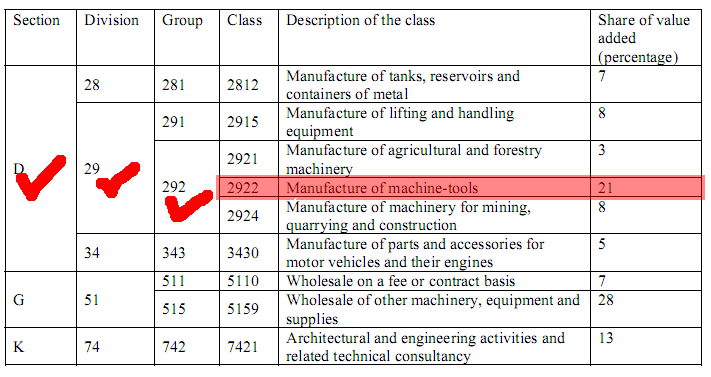 Section Division Group Class Description of the class Share of value
added
(percentage)
D 28 281 2812 Manufacture of tanks, reservoirs and 7
containers of metal
29 291 2915 Manufacture of lifting and handling 8
equipment
292 2921 Manufacture of agricultural and forestry 3
machinery
2922 Manufacture of machine-tools 21
2924 Manufacture of machinery for mining, 8
quarrying and construction
34 343 3430 Manufacture of parts and accessories for 5
motor vehicles and their engines
G 51 511 5110 Wholesale on a fee or contract basis 7
515 5159 Wholesale of other machinery, equipment and 28
supplies
K 74 742 7421 Architectural and engineering activities and 13
related technical consultancy